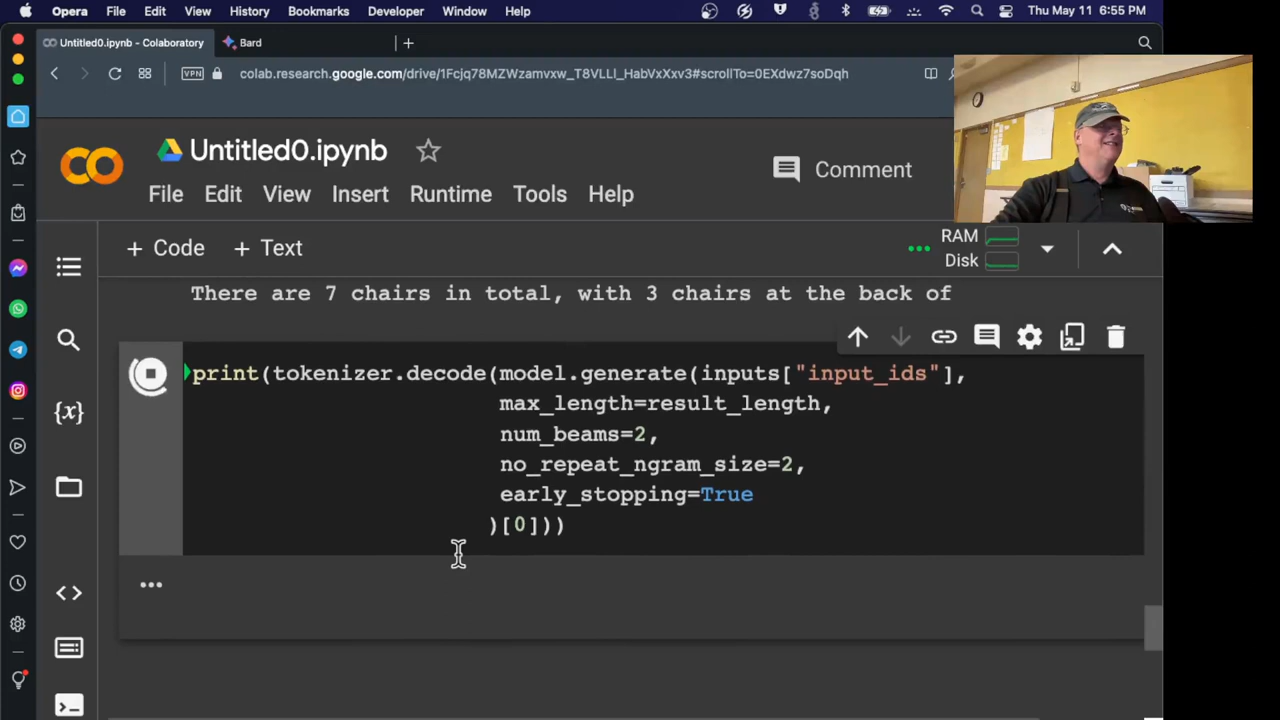 Opera File Edit View History Bookmarks Developer Window Help Thu May 11 6:55 PM
Untitled0.ipynb - Colaboratory Bard
VPN colab.research.google.com/drive/1Fcjq78MZWzamvxw_T8VLLl_HabVxXxv3#scrollTo=0EXdwz7soDqh
Untitled0.ipynb
Comment
File Edit View Insert Runtime Tools Help
+ Code + Text
RAM
Disk
There are 7 chairs in total, with 3 chairs at the back of
print(tokenizer.decode(model.generate(inputs["input_ids"],
max_length=result_length,
num_beams=2,
no_repeat_ngram_size=2,
early_stopping=True
)[0]))
{x}